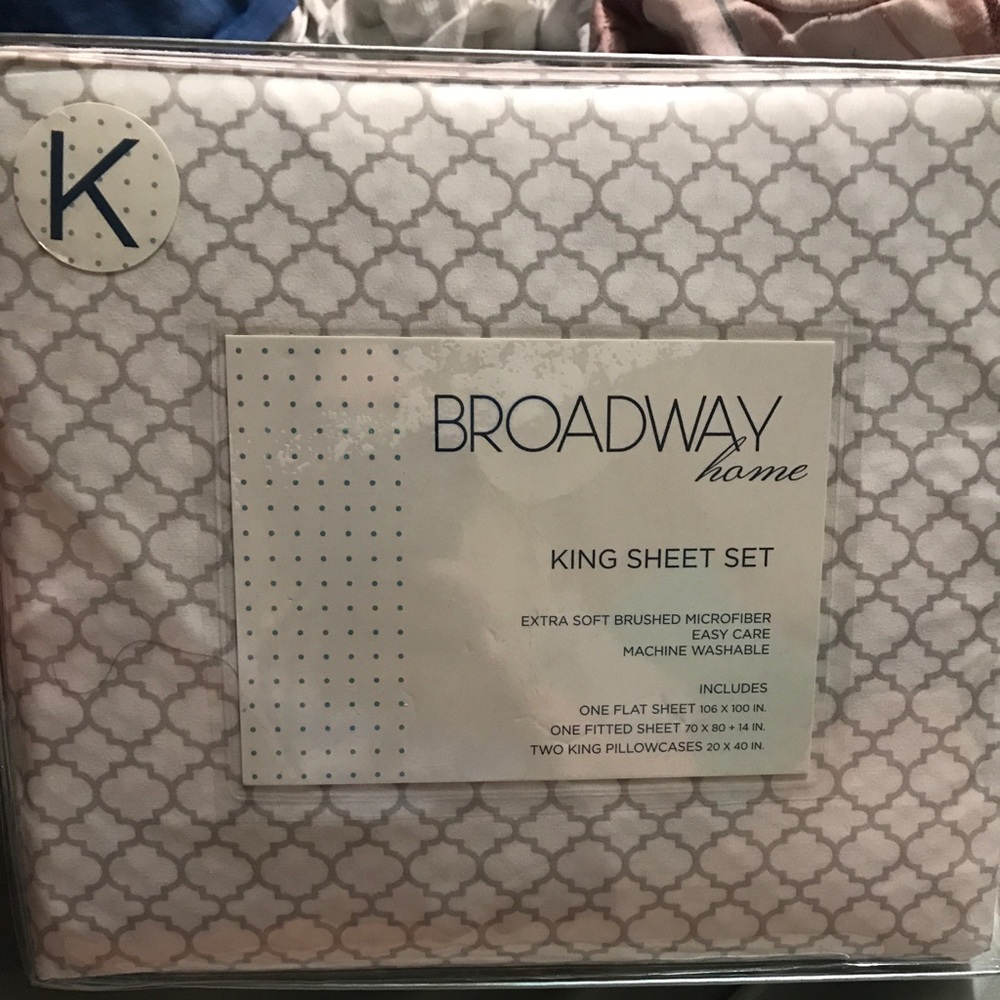 K
BROADWAY
home
KING SHEET SET
EXTRA SOFT BRUSHED MICROFIBER
EASY CARE
MACHINE WASHABLE
INCLUDES
ONE FLAT SHEET 106 X 100 IN.
ONE FITTED SHEET 70 X 80 + 14 IN.
TWO KING PILLOWCASES 20 X 40 IN.